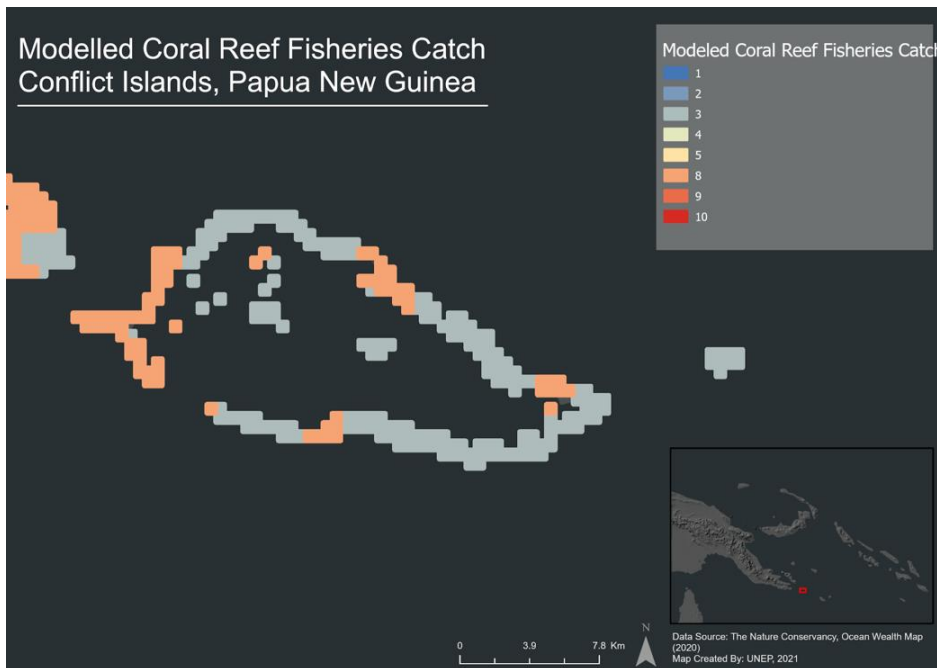 Modelled Coral Reef Fisheries Catch
Conflict Islands, Papua New Guinea
Modeled Coral Reef Fisheries Catch
1
2
3
4
5
8
9
10
N
0 3.9 7.8 Km
Data Source: The Nature Conservancy, Ocean Wealth Map
(2020)
Map Created By: UNEP, 2021